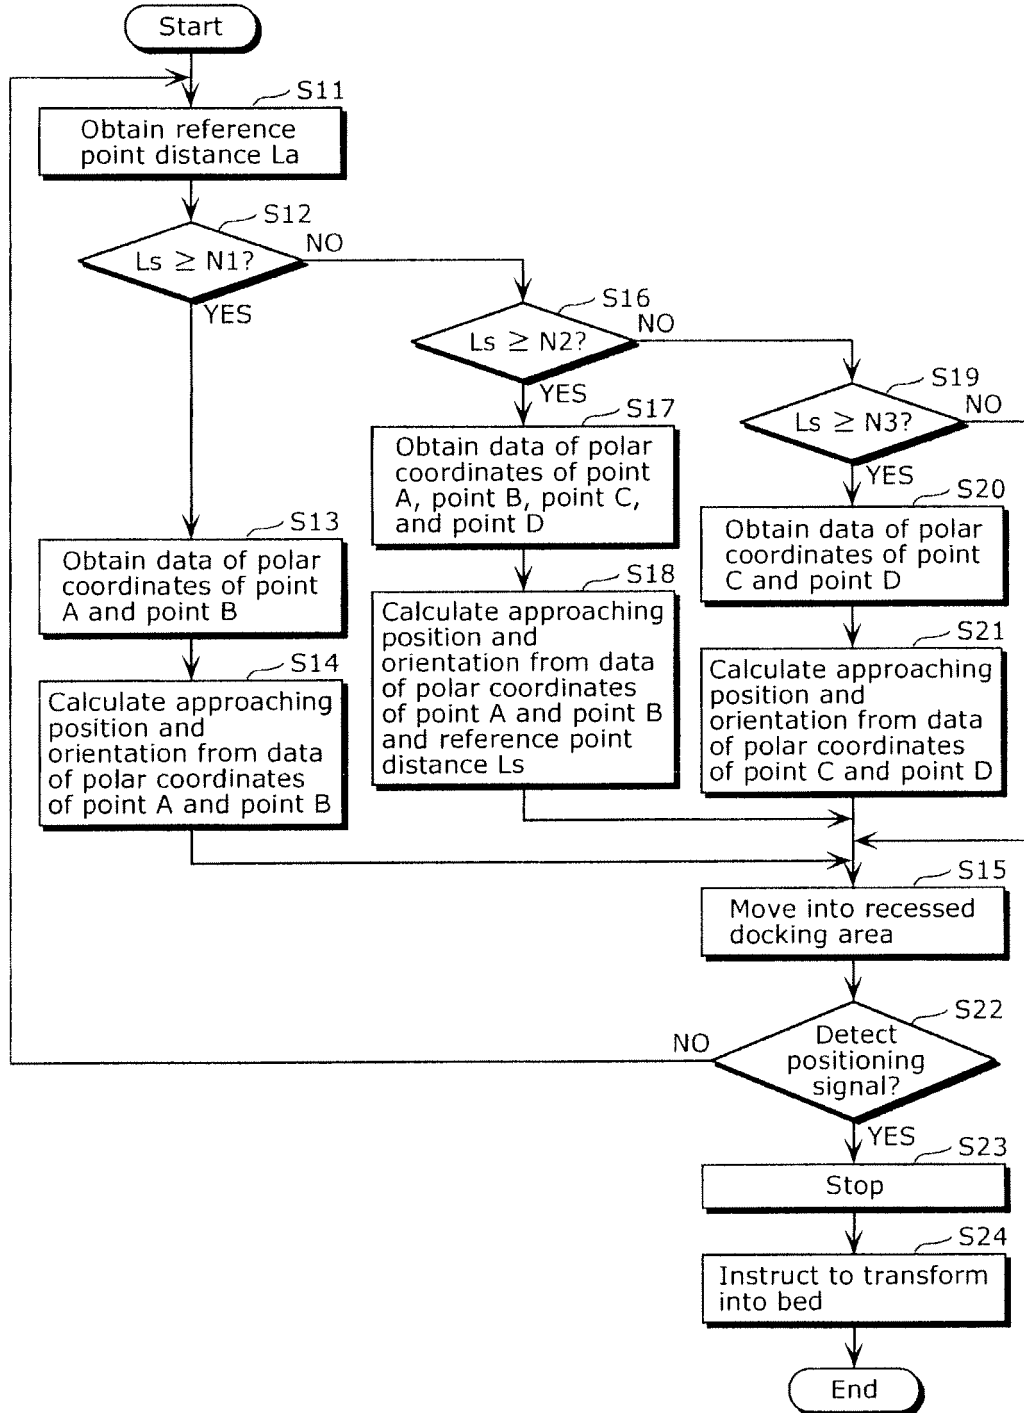 Start
S11
Obtain reference
point distance La
S12
Ls ≥ N1?
NO
YES
S16
Ls ≥ N2?
NO
YES
S19
Ls ≥ N3?
NO
YES
S17
Obtain data of polar
coordinates of point
A, point B, point C,
and point D
S20
Obtain data of polar
coordinates of point
C and point D
S13
Obtain data of polar
coordinates of point
A and point B
S18
Calculate approaching
position and
orientation from data
of polar coordinates
of point A and point B
and reference point
distance Ls
S21
Calculate approaching
position and
orientation from data
of polar coordinates
of point C and point D
S14
Calculate approaching
position and
orientation from data
of polar coordinates
of point A and point B
S15
Move into recessed
docking area
S22
Detect
positioning
signal?
NO
YES
S23
Stop
S24
Instruct to transform
into bed
End